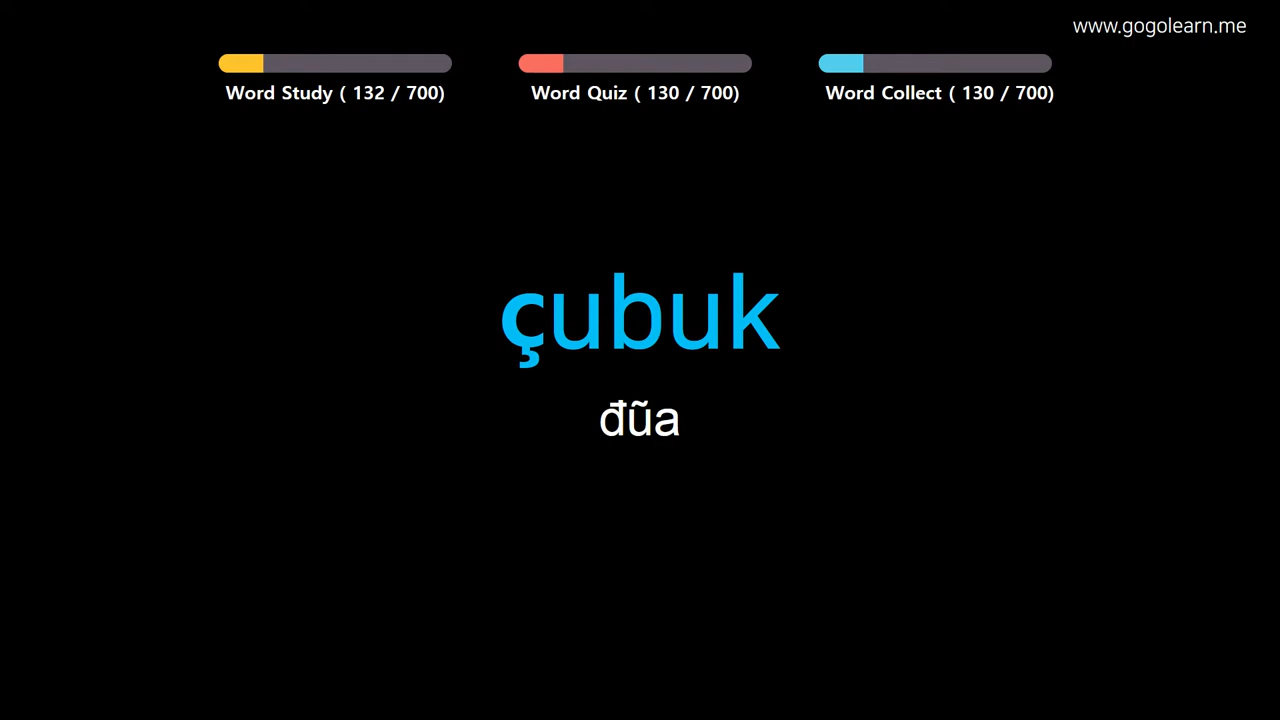 www.gogolearn.me
Word Study ( 132 / 700)
Word Quiz ( 130 / 700)
Word Collect ( 130 / 700)
çubuk
đũa